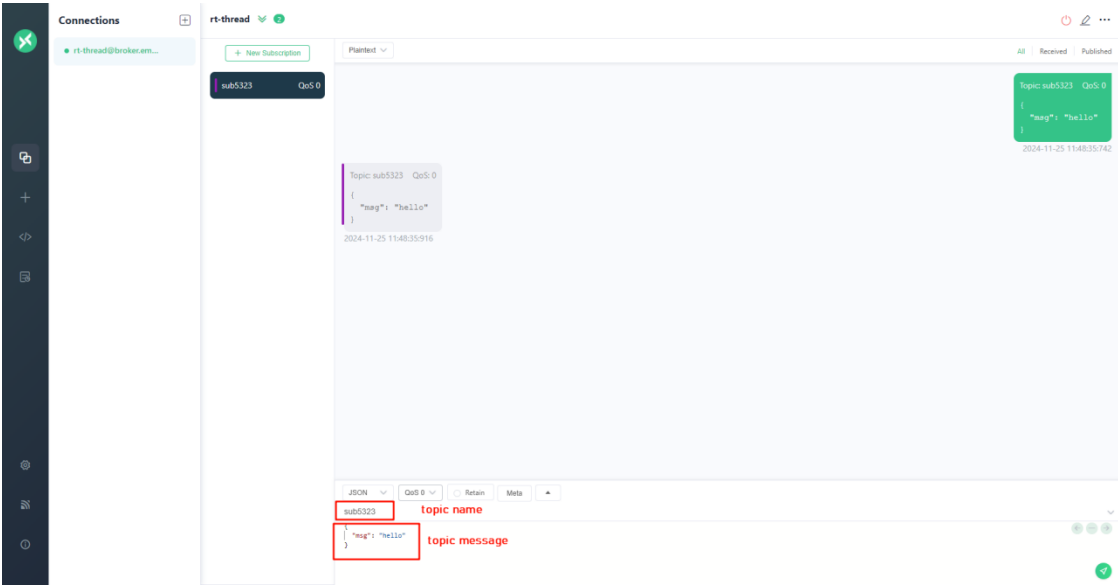 Connections
rt-thread@broker.em...
rt-thread 2
+ New Subscription
sub5323 QoS 0
Plaintext
All Received Published
Topic: sub5323 QoS: 0
{
"msg": "hello"
}
2024-11-25 11:48:35:742
Topic: sub5323 QoS: 0
{
"msg": "hello"
}
2024-11-25 11:48:35:916
JSON QoS 0 Retain Meta
sub5323 topic name
{
"msg": "hello"
}
topic message